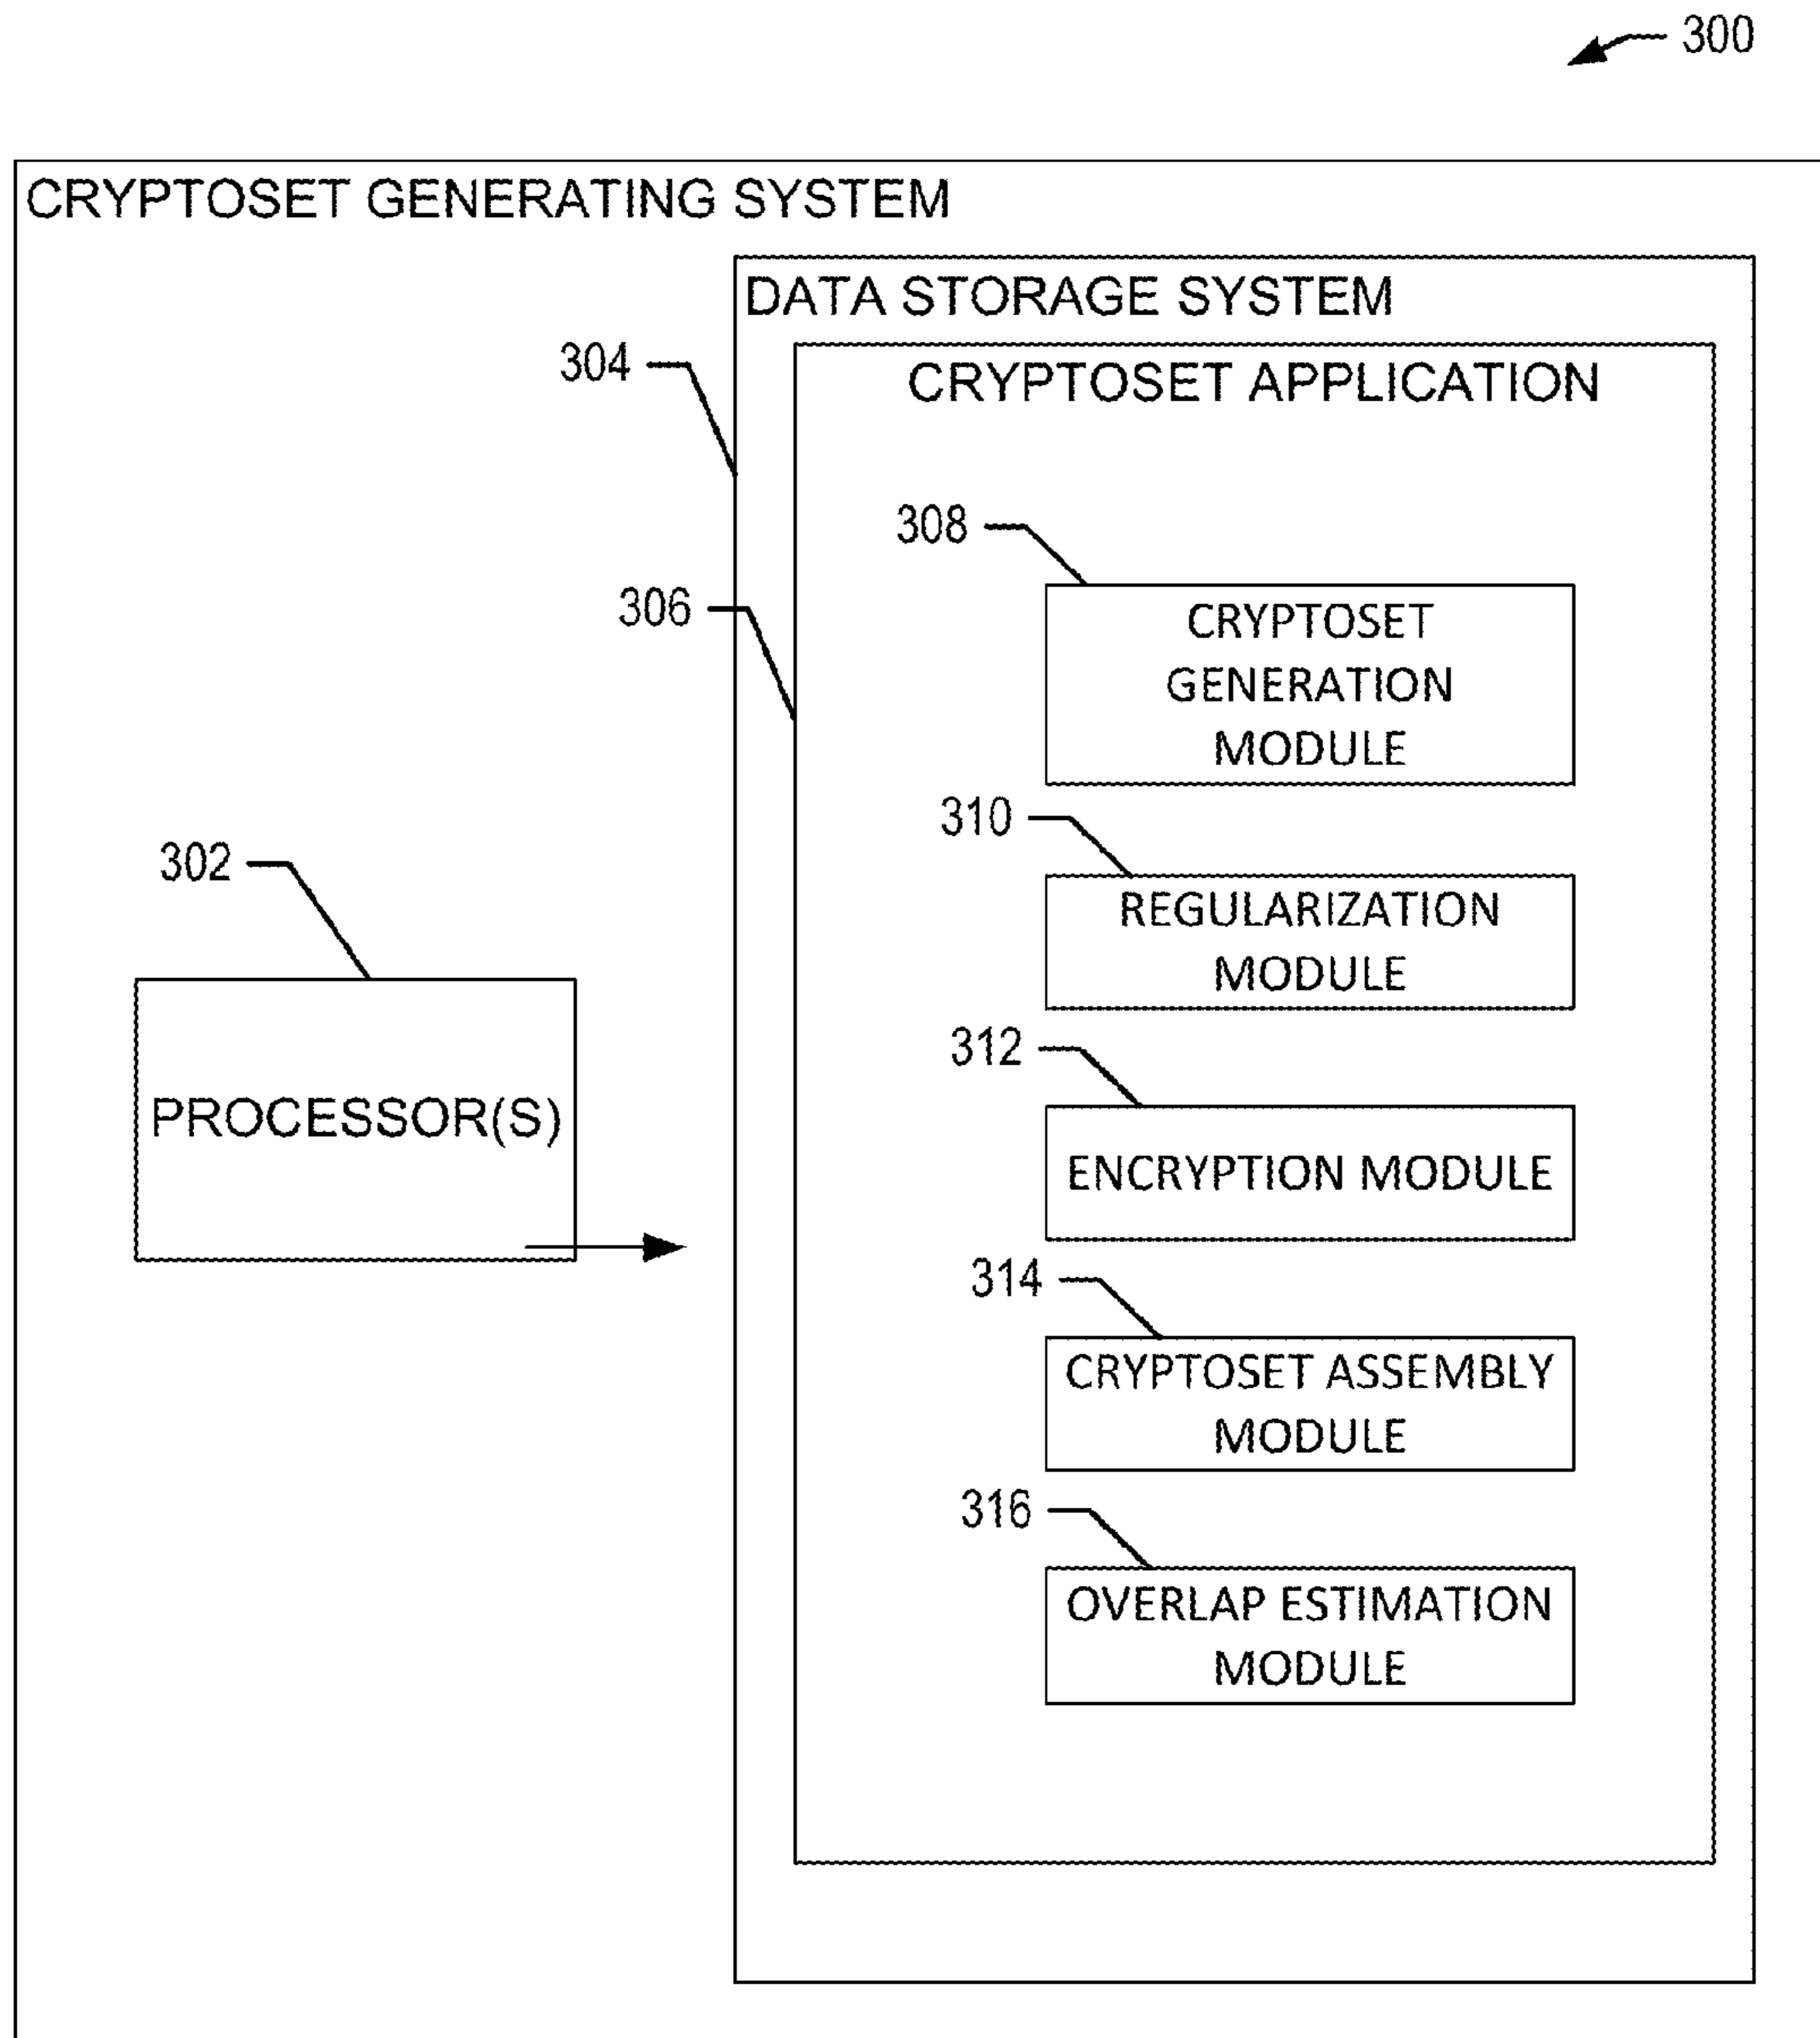 300
CRYPTOSET GENERATING SYSTEM
DATA STORAGE SYSTEM
304
CRYPTOSET APPLICATION
308
306
CRYPTOSET
GENERATION
MODULE
310
302
REGULARIZATION
MODULE
312
PROCESSOR(S)
ENCRYPTION MODULE
314
CRYPTOSET ASSEMBLY
MODULE
316
OVERLAP ESTIMATION
MODULE